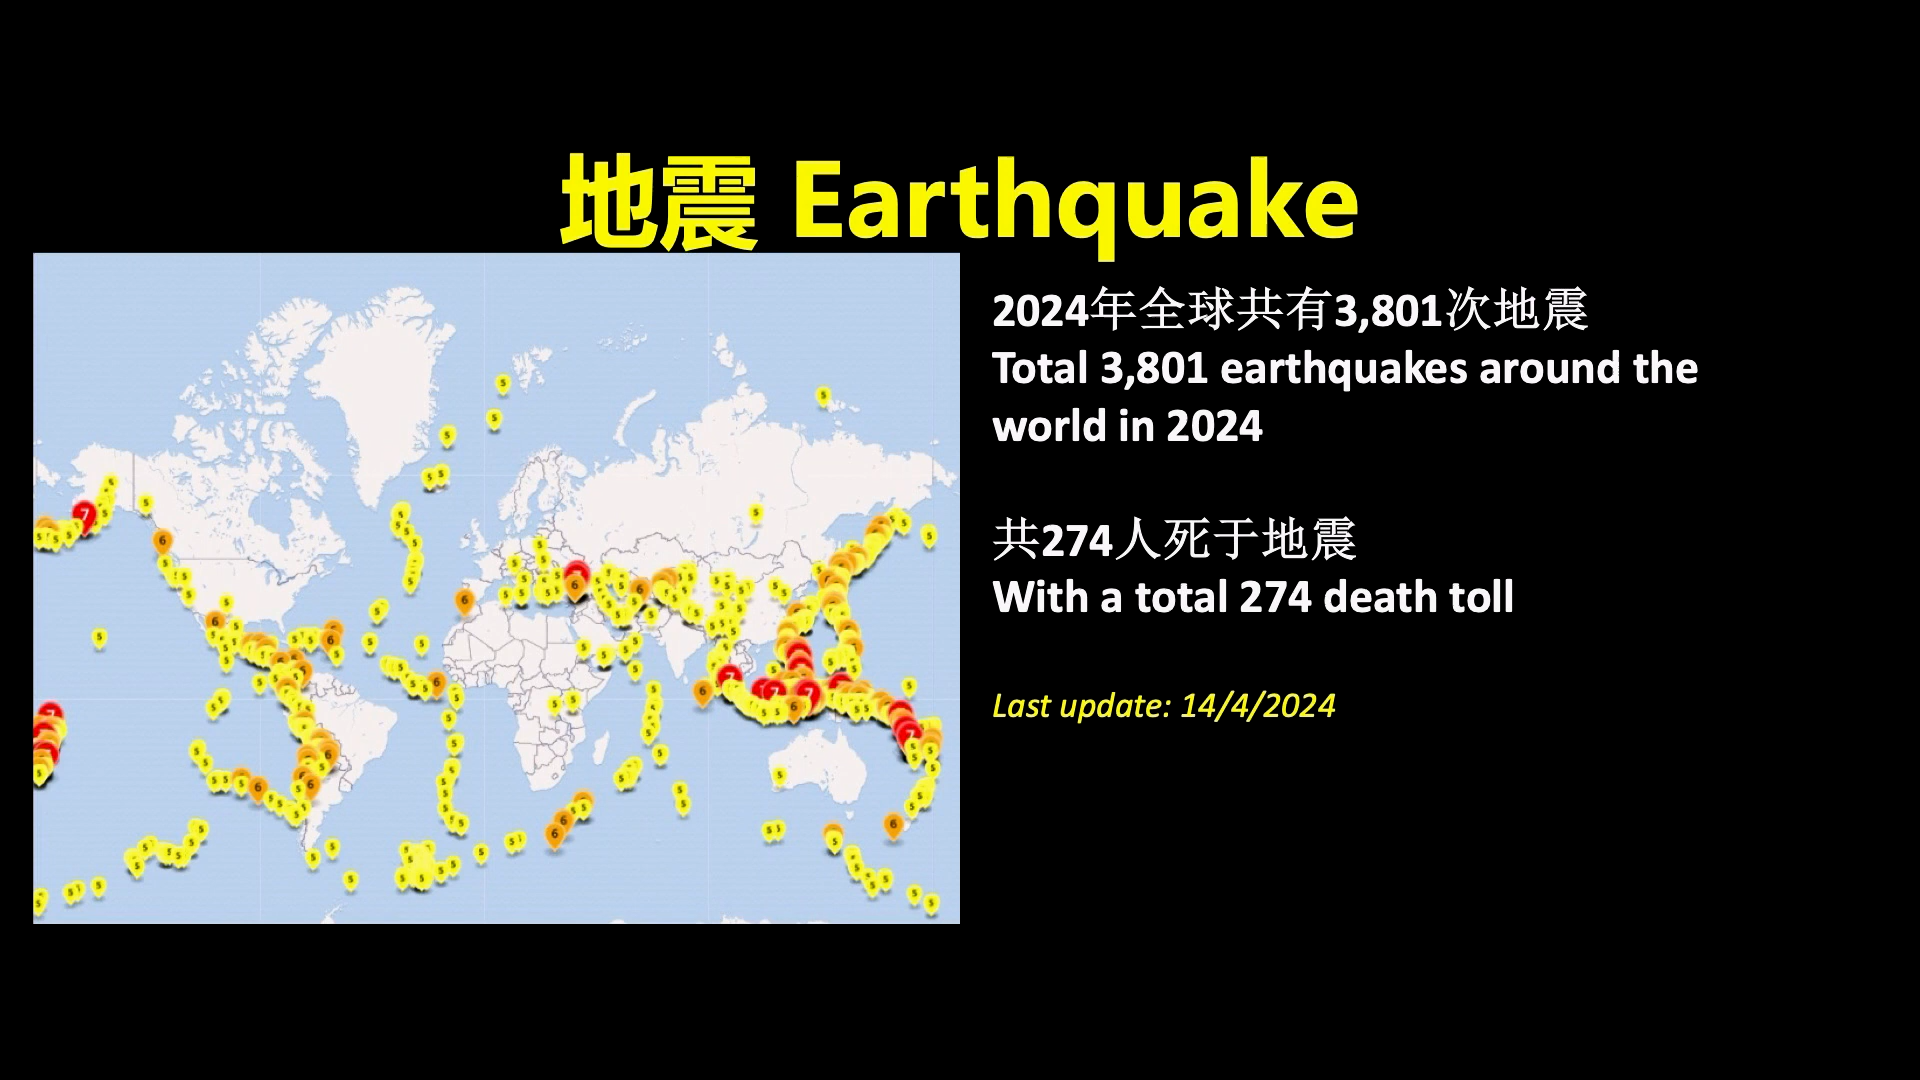 地震 Earthquake
2024年全球共有3,801次地震
Total 3,801 earthquakes around the
world in 2024
共274人死于地震
With a total 274 death toll
Last update: 14/4/2024